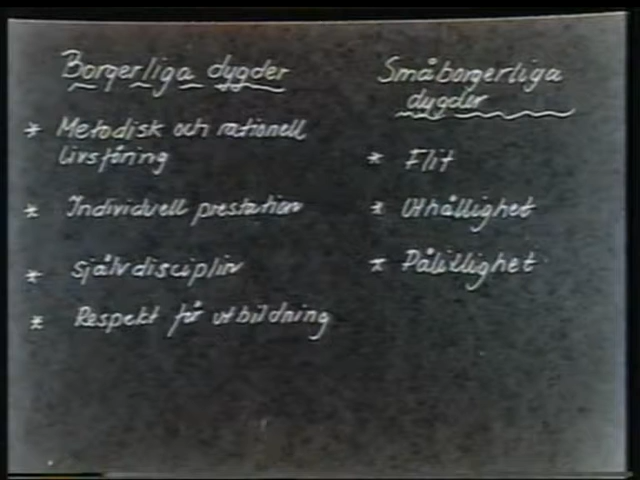 Borgerliga dygder
* Metodisk och rationell
livsföring
* Individuell prestation
* självdisciplin
* Respekt för utbildning
Småborgerliga
dygder
* Flit
* Uthållighet
* Pålitlighet